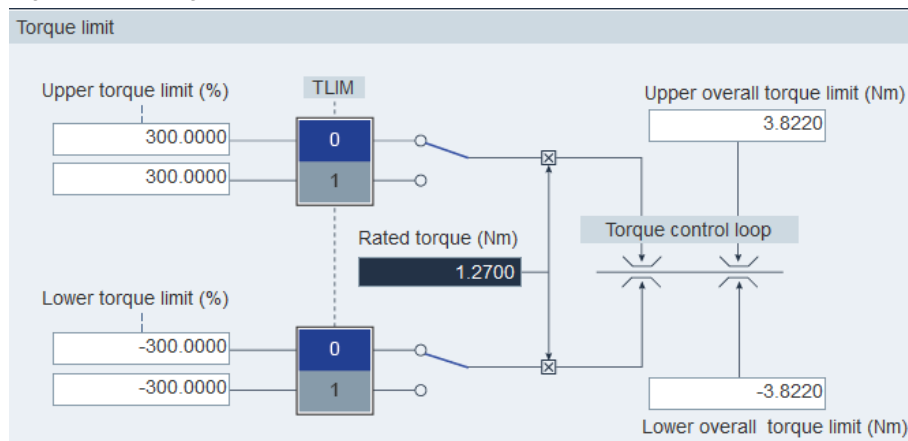 Torque limit
Upper torque limit (%)
TLIM
Upper overall torque limit (Nm)
300.0000
0
3.8220
300.0000
1
Rated torque (Nm)
Torque control loop
1.2700
Lower torque limit (%)
-300.0000
0
-300.0000
1
-3.8220
Lower overall  torque limit (Nm)